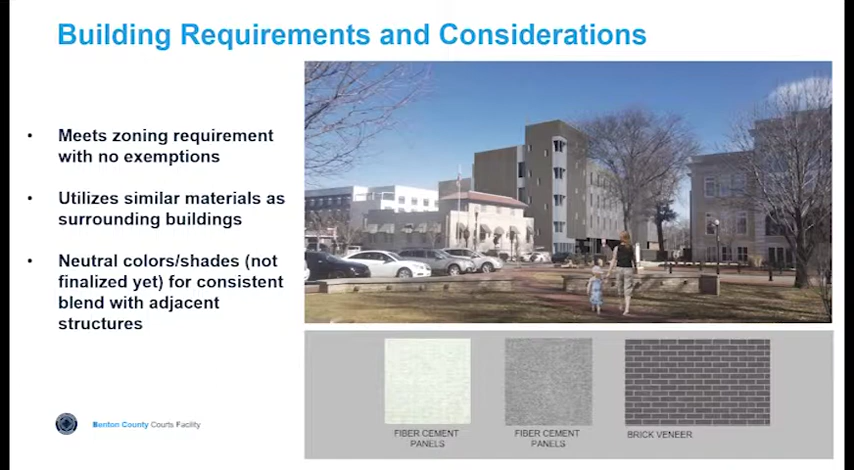 Building Requirements and Considerations
• Meets zoning requirement
with no exemptions
• Utilizes similar materials as
surrounding buildings
• Neutral colors/shades (not
finalized yet) for consistent
blend with adjacent
structures
FIBER CEMENT
PANELS
FIBER CEMENT
PANELS
BRICK VENEER
Benton County Courts Facility